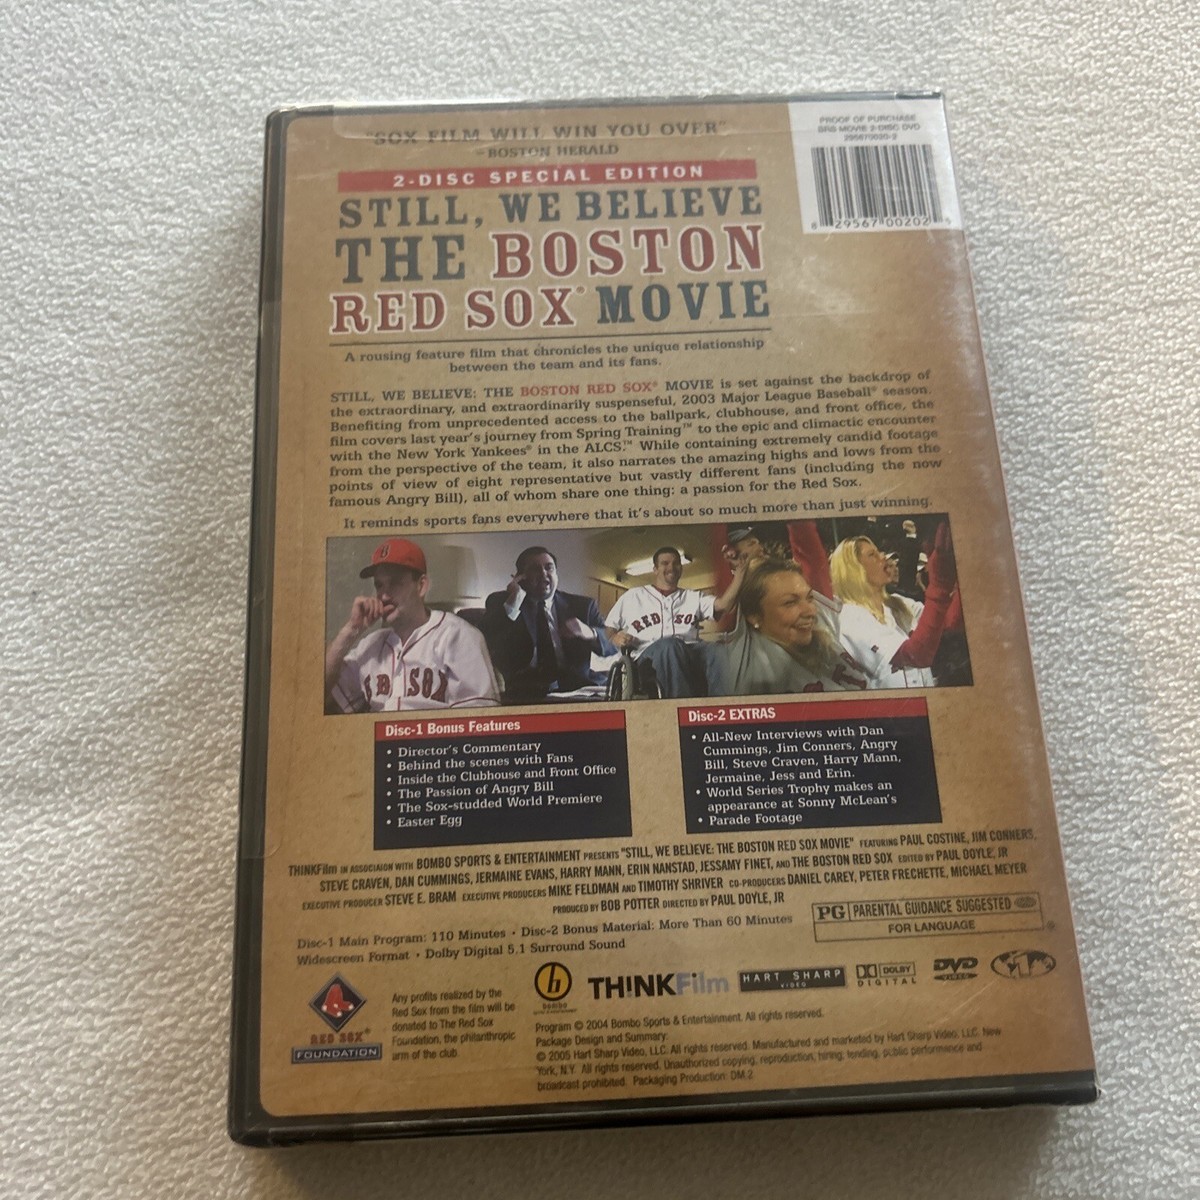 "SOX FILM WILL WIN YOU OVER"
-BOSTON HERALD
PROOF OF PURCHASE
BRS MOVIE 2-DISC DVD
8 29567 00202
2-DISC SPECIAL EDITION
STILL, WE BELIEVE
THE BOSTON
RED SOX® MOVIE
A rousing feature film that chronicles the unique relationship
between the team and its fans.
STILL, WE BELIEVE: THE BOSTON RED SOX® MOVIE is set against the backdrop of
the extraordinary, and extraordinarily suspenseful, 2003 Major League Baseball® season.
Benefiting from unprecedented access to the ballpark, clubhouse, and front office, the
film covers last year's journey from Spring Training™ to the epic and climactic encounter
with the New York Yankees® in the ALCS.™ While containing extremely candid footage
from the perspective of the team, it also narrates the amazing highs and lows from the
points of view of eight representative but vastly different fans (including the now
famous Angry Bill), all of whom share one thing: a passion for the Red Sox.
It reminds sports fans everywhere that it's about so much more than just winning.
B
SOX
RED SOX
Disc-1 Bonus Features
• Director's Commentary
• Behind the scenes with Fans
• Inside the Clubhouse and Front Office
• The Passion of Angry Bill
• The Sox-studded World Premiere
• Easter Egg
Disc-2 EXTRAS
• All-New Interviews with Dan
Cummings, Jim Conners, Angry
Bill, Steve Craven, Harry Mann,
Jermaine, Jess and Erin.
• World Series Trophy makes an
appearance at Sonny McLean's
• Parade Footage
THINKFilm IN ASSOCIAION WITH BOMBO SPORTS & ENTERTAINMENT PRESENTS "STILL, WE BELIEVE: THE BOSTON RED SOX MOVIE" FEATURING PAUL COSTINE, JIM CONNERS,
STEVE CRAVEN, DAN CUMMINGS, JERMAINE EVANS, HARRY MANN, ERIN NANSTAD, JESSAMY FINET, AND THE BOSTON RED SOX EDITED BY PAUL DOYLE, JR
EXECUTIVE PRODUCER STEVE E. BRAM EXECUTIVE PRODUCERS MIKE FELDMAN AND TIMOTHY SHRIVER CO-PRODUCERS DANIEL CAREY, PETER FRECHETTE, MICHAEL MEYER
PRODUCED BY BOB POTTER DIRECTED BY PAUL DOYLE, JR
Disc-1 Main Program: 110 Minutes • Disc-2 Bonus Material: More Than 60 Minutes
Widescreen Format • Dolby Digital 5.1 Surround Sound
PG PARENTAL GUIDANCE SUGGESTED
FOR LANGUAGE
RED SOX®
FOUNDATION
Any profits realized by the
Red Sox from the film will be
donated to The Red Sox
Foundation, the philanthropic
arm of the club.
b
bombo
TH!NKFilm
HART SHARP
VIDEO
DOLBY
DIGITAL
DVD
VIDEO
Program © 2004 Bombo Sports & Entertainment. All rights reserved.
Package Design and Summary:
© 2005 Hart Sharp Video, LLC. All rights reserved. Manufactured and marketed by Hart Sharp Video, LLC. New
York, N.Y. All rights reserved. Unauthorized copying, reproduction, hiring, lending, public performance and
broadcast prohibited. Packaging Production: DM 2